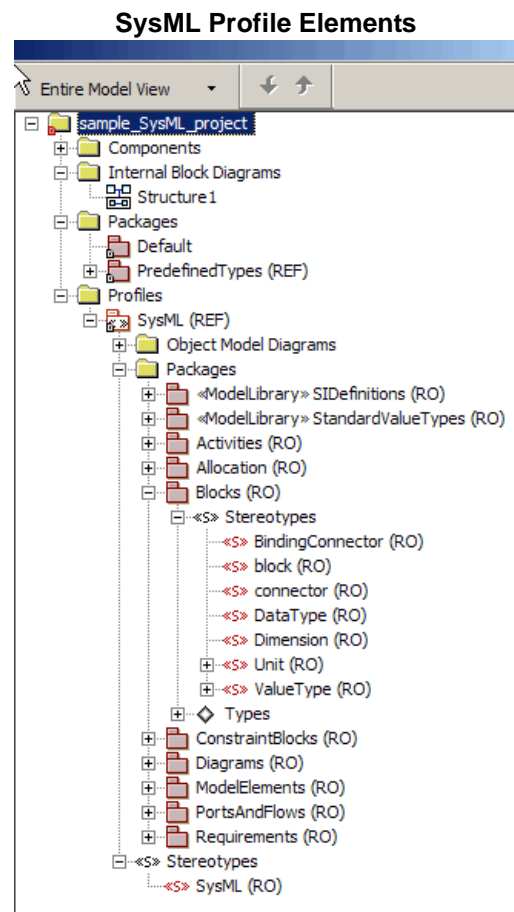 SysML Profile Elements
Entire Model View
sample_SysML_project
Components
Internal Block Diagrams
Structure1
Packages
Default
PredefinedTypes (REF)
Profiles
SysML (REF)
Object Model Diagrams
Packages
«ModelLibrary» SIDefinitions (RO)
«ModelLibrary» StandardValueTypes (RO)
Activities (RO)
Allocation (RO)
Blocks (RO)
«S» Stereotypes
«S» BindingConnector (RO)
«S» block (RO)
«S» connector (RO)
«S» DataType (RO)
«S» Dimension (RO)
«S» Unit (RO)
«S» ValueType (RO)
Types
ConstraintBlocks (RO)
Diagrams (RO)
ModelElements (RO)
PortsAndFlows (RO)
Requirements (RO)
«S» Stereotypes
«S» SysML (RO)